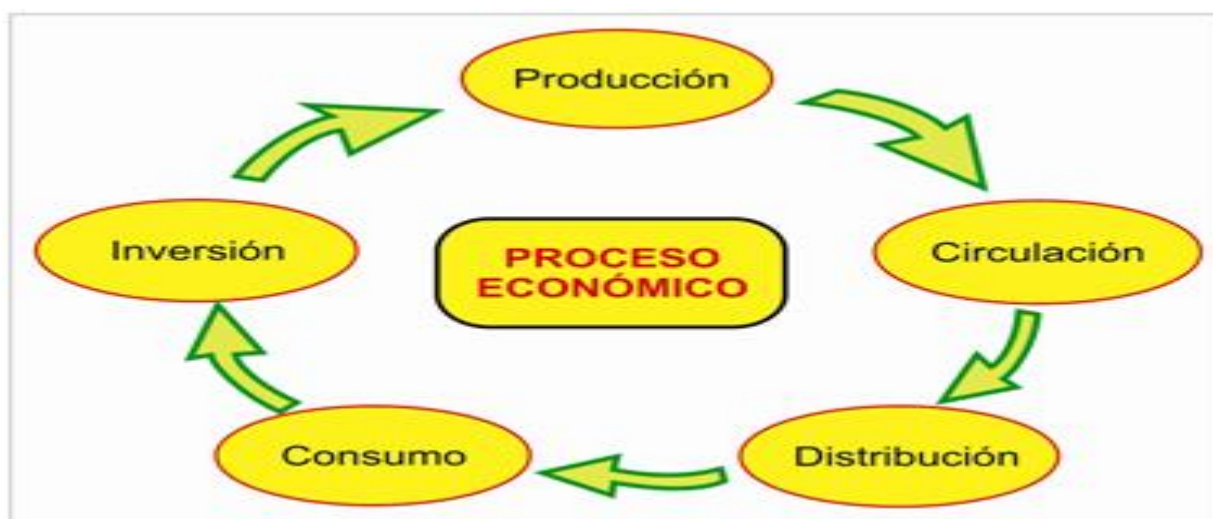 Producción
Inversión
PROCESO
ECONÓMICO
Circulación
Consumo
Distribución